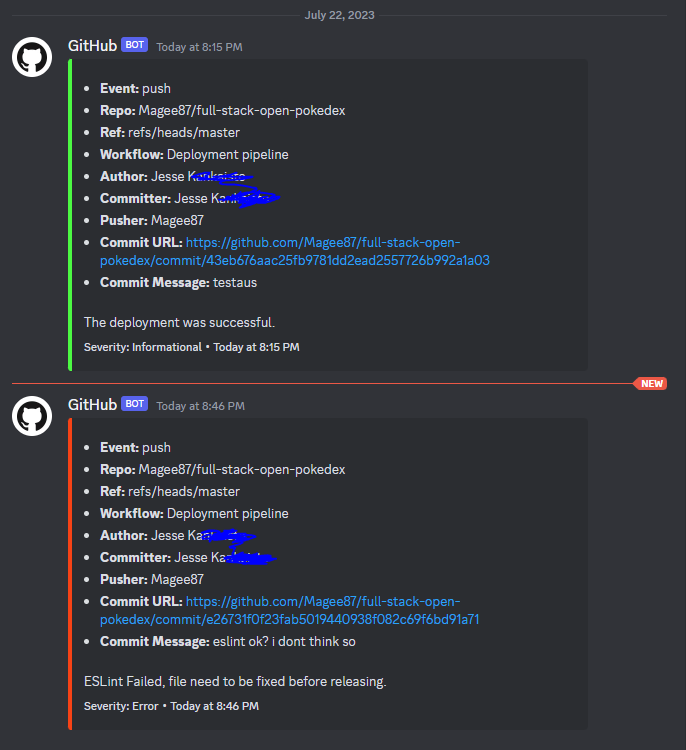 July 22, 2023
GitHub BOT Today at 8:15 PM
• Event: push
• Repo: Magee87/full-stack-open-pokedex
• Ref: refs/heads/master
• Workflow: Deployment pipeline
• Author: Jesse
• Committer: Jesse
• Pusher: Magee87
• Commit URL: https://github.com/Magee87/full-stack-open-
pokedex/commit/43eb676aac25fb9781dd2ead2557726b992a1a03
• Commit Message: testaus
The deployment was successful.
Severity: Informational • Today at 8:15 PM
NEW
GitHub BOT Today at 8:46 PM
• Event: push
• Repo: Magee87/full-stack-open-pokedex
• Ref: refs/heads/master
• Workflow: Deployment pipeline
• Author: Jesse
• Committer: Jesse
• Pusher: Magee87
• Commit URL: https://github.com/Magee87/full-stack-open-
pokedex/commit/e26731f0f23fab5019440938f082c69f6bd91a71
• Commit Message: eslint ok? i dont think so
ESLint Failed, file need to be fixed before releasing.
Severity: Error • Today at 8:46 PM